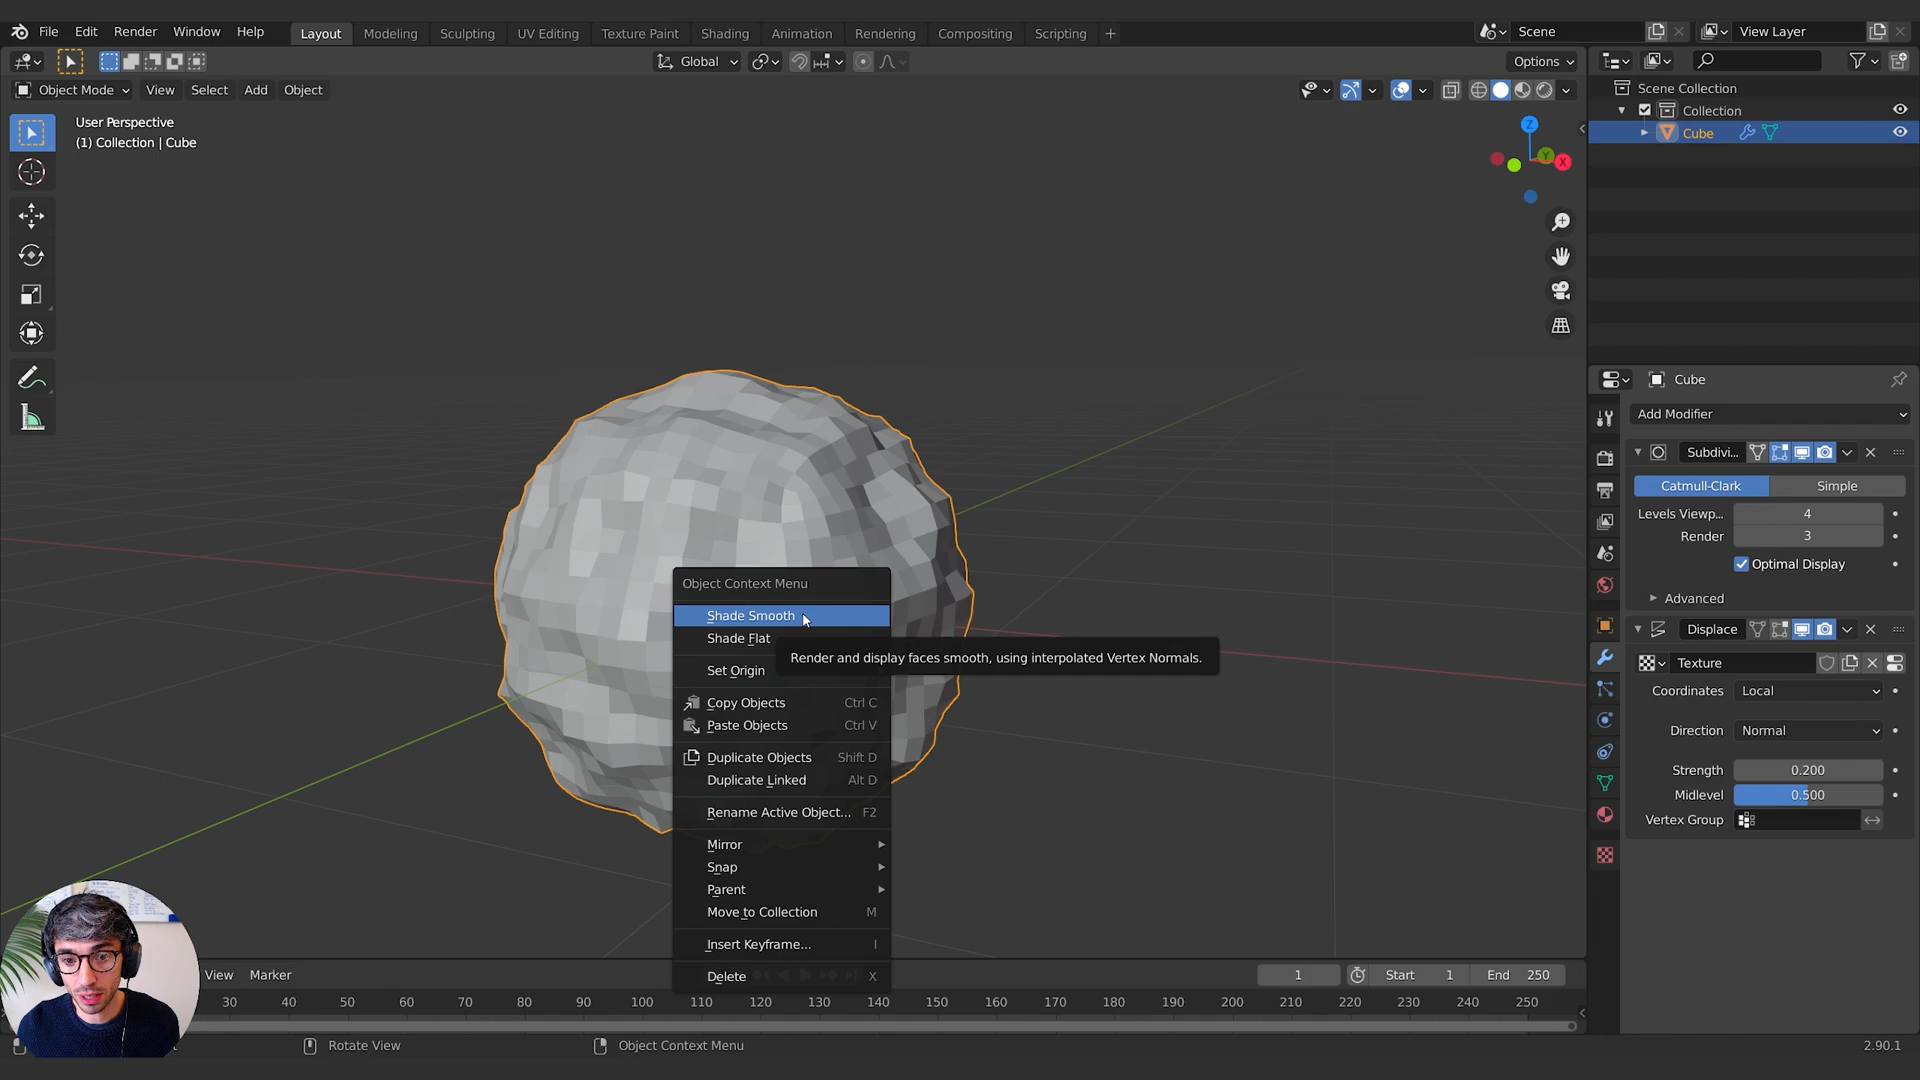 File Edit Render Window Help Layout Modeling Sculpting UV Editing Texture Paint Shading Animation Rendering Compositing Scripting Scene View Layer
Global Options
Object Mode View Select Add Object
User Perspective
(1) Collection | Cube
Z
Y
X
Scene Collection
Collection
Cube
Cube
Add Modifier
Subdivi...
Catmull-Clark Simple
Levels Viewp... 4
Render 3
Optimal Display
Advanced
Displace
Texture
Coordinates Local
Direction Normal
Strength 0.200
Midlevel 0.500
Vertex Group
Object Context Menu
Shade Smooth
Shade Flat
Render and display faces smooth, using interpolated Vertex Normals.
Set Origin
Copy Objects Ctrl C
Paste Objects Ctrl V
Duplicate Objects Shift D
Duplicate Linked Alt D
Rename Active Object... F2
Mirror
Snap
Parent
Move to Collection M
Insert Keyframe... I
Delete X
View Marker 1 Start 1 End 250
30 40 50 60 70 80 90 100 110 120 130 140 150 160 170 180 190 200 210 220 230 240 250
Rotate View Object Context Menu 2.90.1